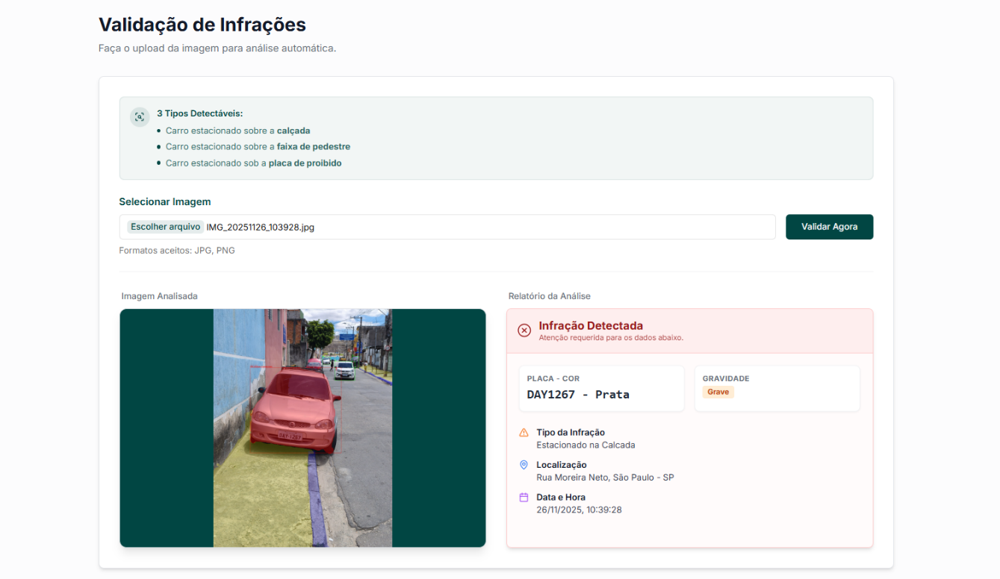 Validação de Infrações
Faça o upload da imagem para análise automática.
3 Tipos Detectáveis:
Carro estacionado sobre a calçada
Carro estacionado sobre a faixa de pedestre
Carro estacionado sob a placa de proibido
Selecionar Imagem
Escolher arquivo IMG_20251126_103928.jpg
Validar Agora
Formatos aceitos: JPG, PNG
Imagem Analisada
Relatório da Análise
Infração Detectada
Atenção requerida para os dados abaixo.
PLACA - COR
DAY1267 - Prata
GRAVIDADE
Grave
Tipo da Infração
Estacionado na Calcada
Localização
Rua Moreira Neto, São Paulo - SP
Data e Hora
26/11/2025, 10:39:28